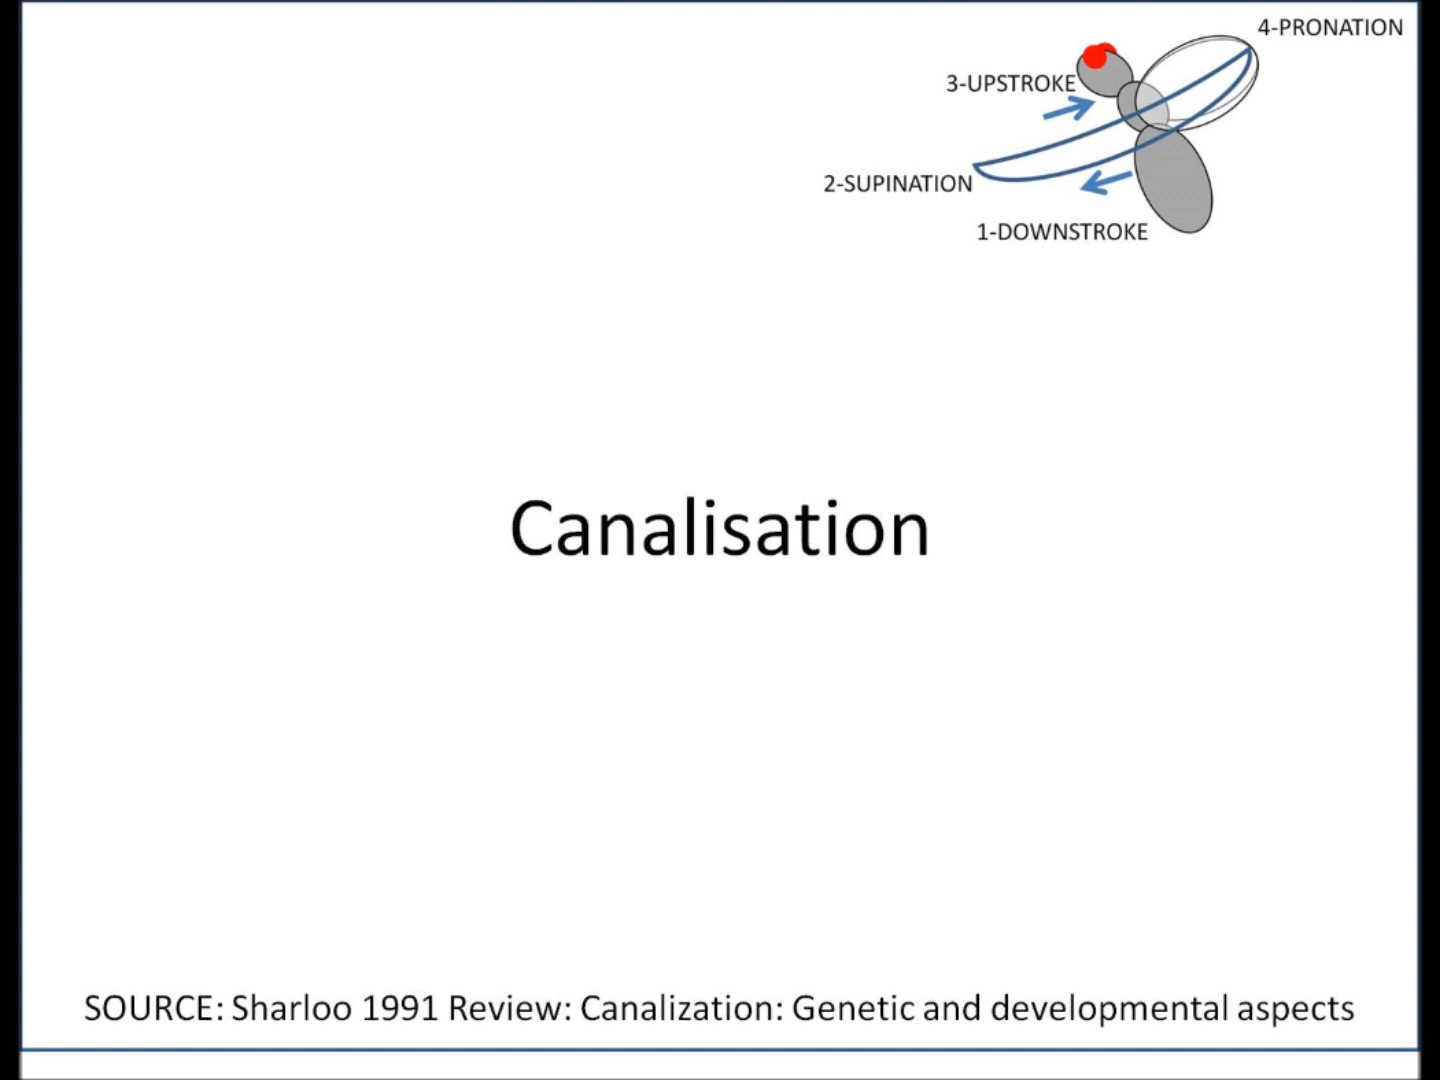 4-PRONATION
3-UPSTROKE
2-SUPINATION
1-DOWNSTROKE
Canalisation
SOURCE: Sharloo 1991 Review: Canalization: Genetic and developmental aspects